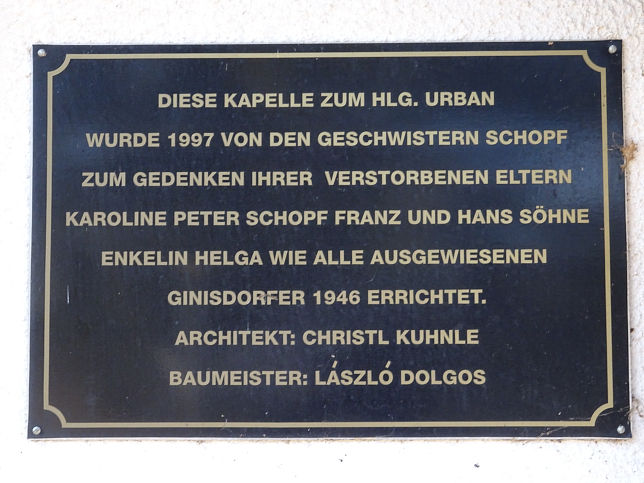 DIESE KAPELLE ZUM HLG. URBAN
WURDE 1997 VON DEN GESCHWISTERN SCHOPF
ZUM GEDENKEN IHRER VERSTORBENEN ELTERN
KAROLINE PETER SCHOPF FRANZ UND HANS SÖHNE
ENKELIN HELGA WIE ALLE AUSGEWIESENEN
GINISDORFER 1946 ERRICHTET.
ARCHITEKT: CHRISTL KUHNLE
BAUMEISTER: LÁSZLÓ DOLGOS